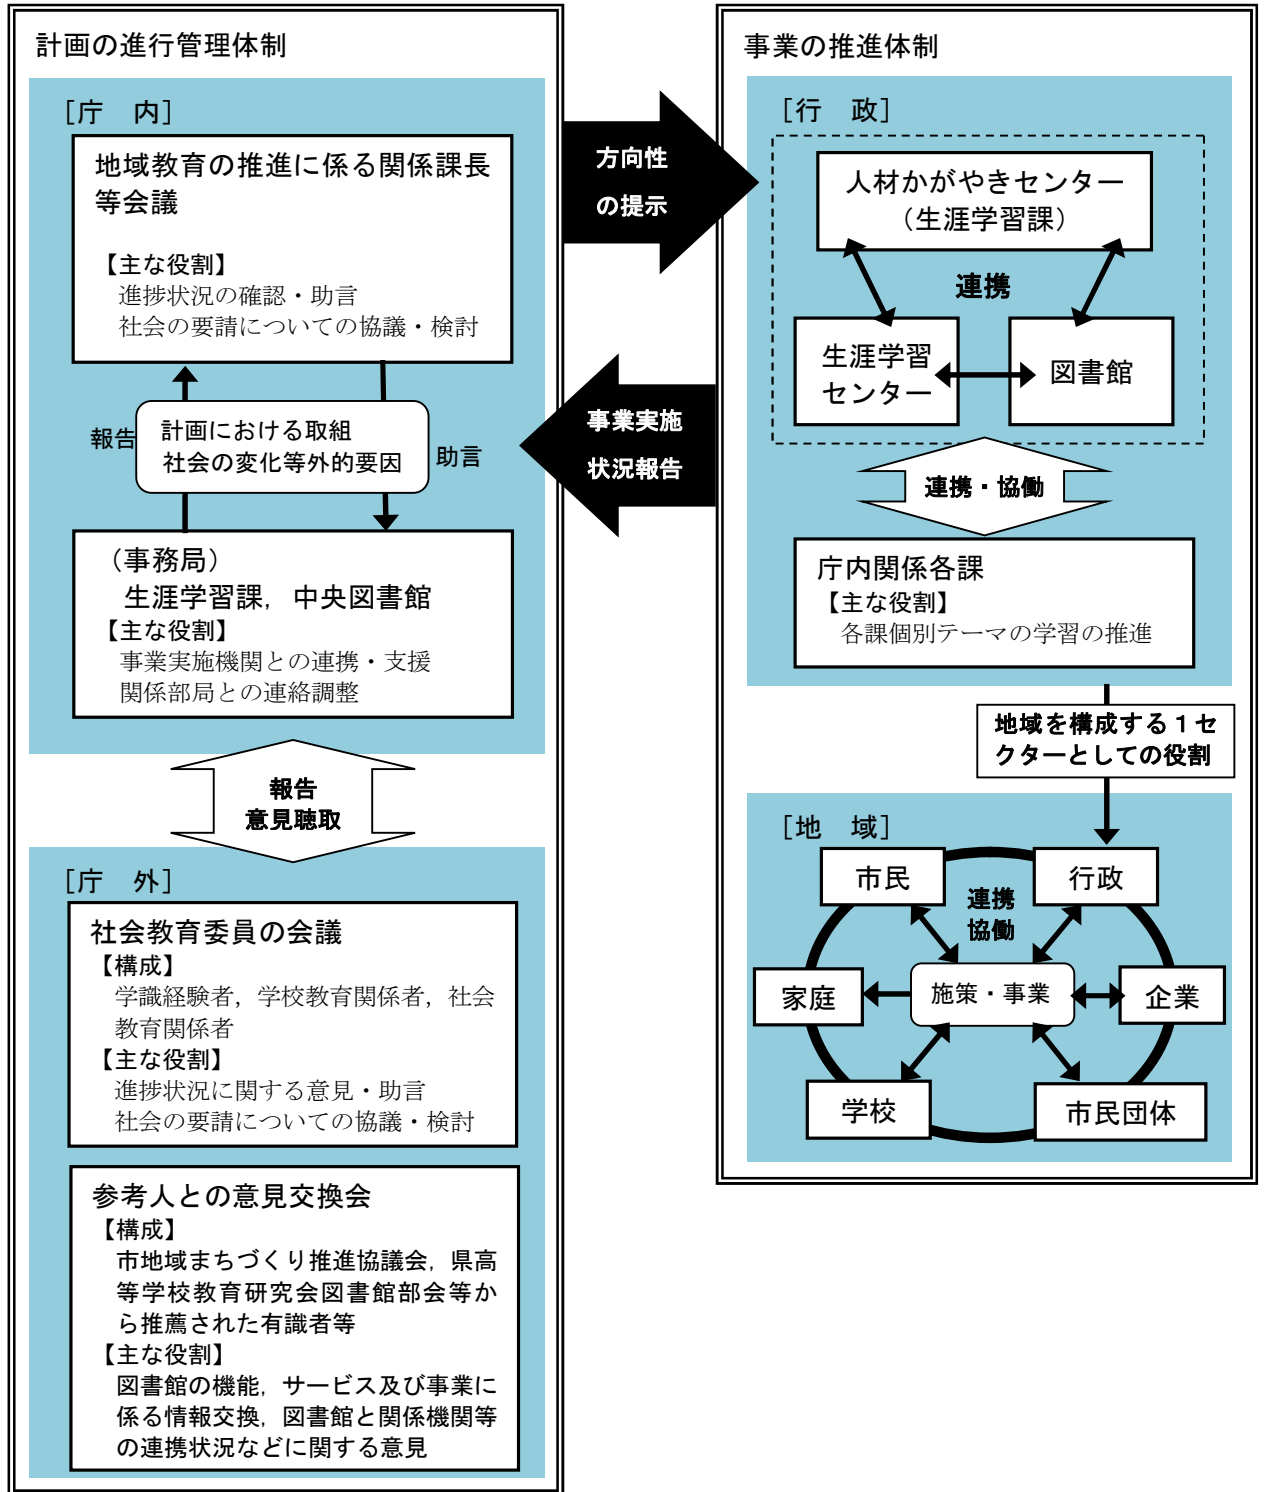 計画の進行管理体制
［庁　内］
地域教育の推進に係る関係課長
等会議
【主な役割】
進捗状況の確認・助言
社会の要請についての協議・検討
報告
計画における取組
社会の変化等外的要因
助言
（事務局）
生涯学習課，中央図書館
【主な役割】
事業実施機関との連携・支援
関係部局との連絡調整
報告
意見聴取
［庁　外］
社会教育委員の会議
【構成】
学識経験者，学校教育関係者，社会
教育関係者
【主な役割】
進捗状況に関する意見・助言
社会の要請についての協議・検討
参考人との意見交換会
【構成】
市地域まちづくり推進協議会，県高
等学校教育研究会図書館部会等か
ら推薦された有識者等
【主な役割】
図書館の機能，サービス及び事業に
係る情報交換，図書館と関係機関等
の連携状況などに関する意見
方向性
の提示
事業実施
状況報告
事業の推進体制
［行　政］
人材かがやきセンター
（生涯学習課）
連携
生涯学習
センター
図書館
連携・協働
庁内関係各課
【主な役割】
各課個別テーマの学習の推進
地域を構成する１セ
クターとしての役割
［地　域］
市民
行政
連携
協働
家庭
施策・事業
企業
学校
市民団体